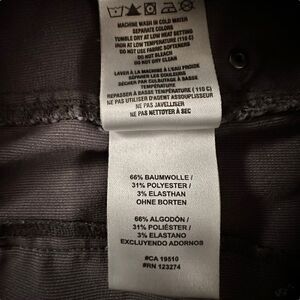 MACHINE WASH IN COLD WATER
SEPARATE COLORS
TUMBLE DRY AT LOW HEAT SETTING
IRON AT LOW TEMPERATURE (110 C)
DO NOT USE FABRIC SOFTENERS
DO NOT BLEACH
DO NOT DRY CLEAN
LAVER À LA MACHINE À L'EAU FROIDE
SÉPARER LES COULEURS
SÉCHER PAR CULBUTAGE À BASSE
TEMPÉRATURE
REPASSER À BASSE TEMPÉRATURE (110 C)
NE PAS UTILISER D'AGENT ASSOUPLISSEUR
NE PAS JAVELLISER
NE PAS NETTOYER À SEC
66% BAUMWOLLE /
31% POLYESTER /
3% ELASTHAN
OHNE BORTEN
66% ALGODÓN /
31% POLIÉSTER /
3% ELASTANO
EXCLUYENDO ADORNOS
#CA 19510
#RN 123274